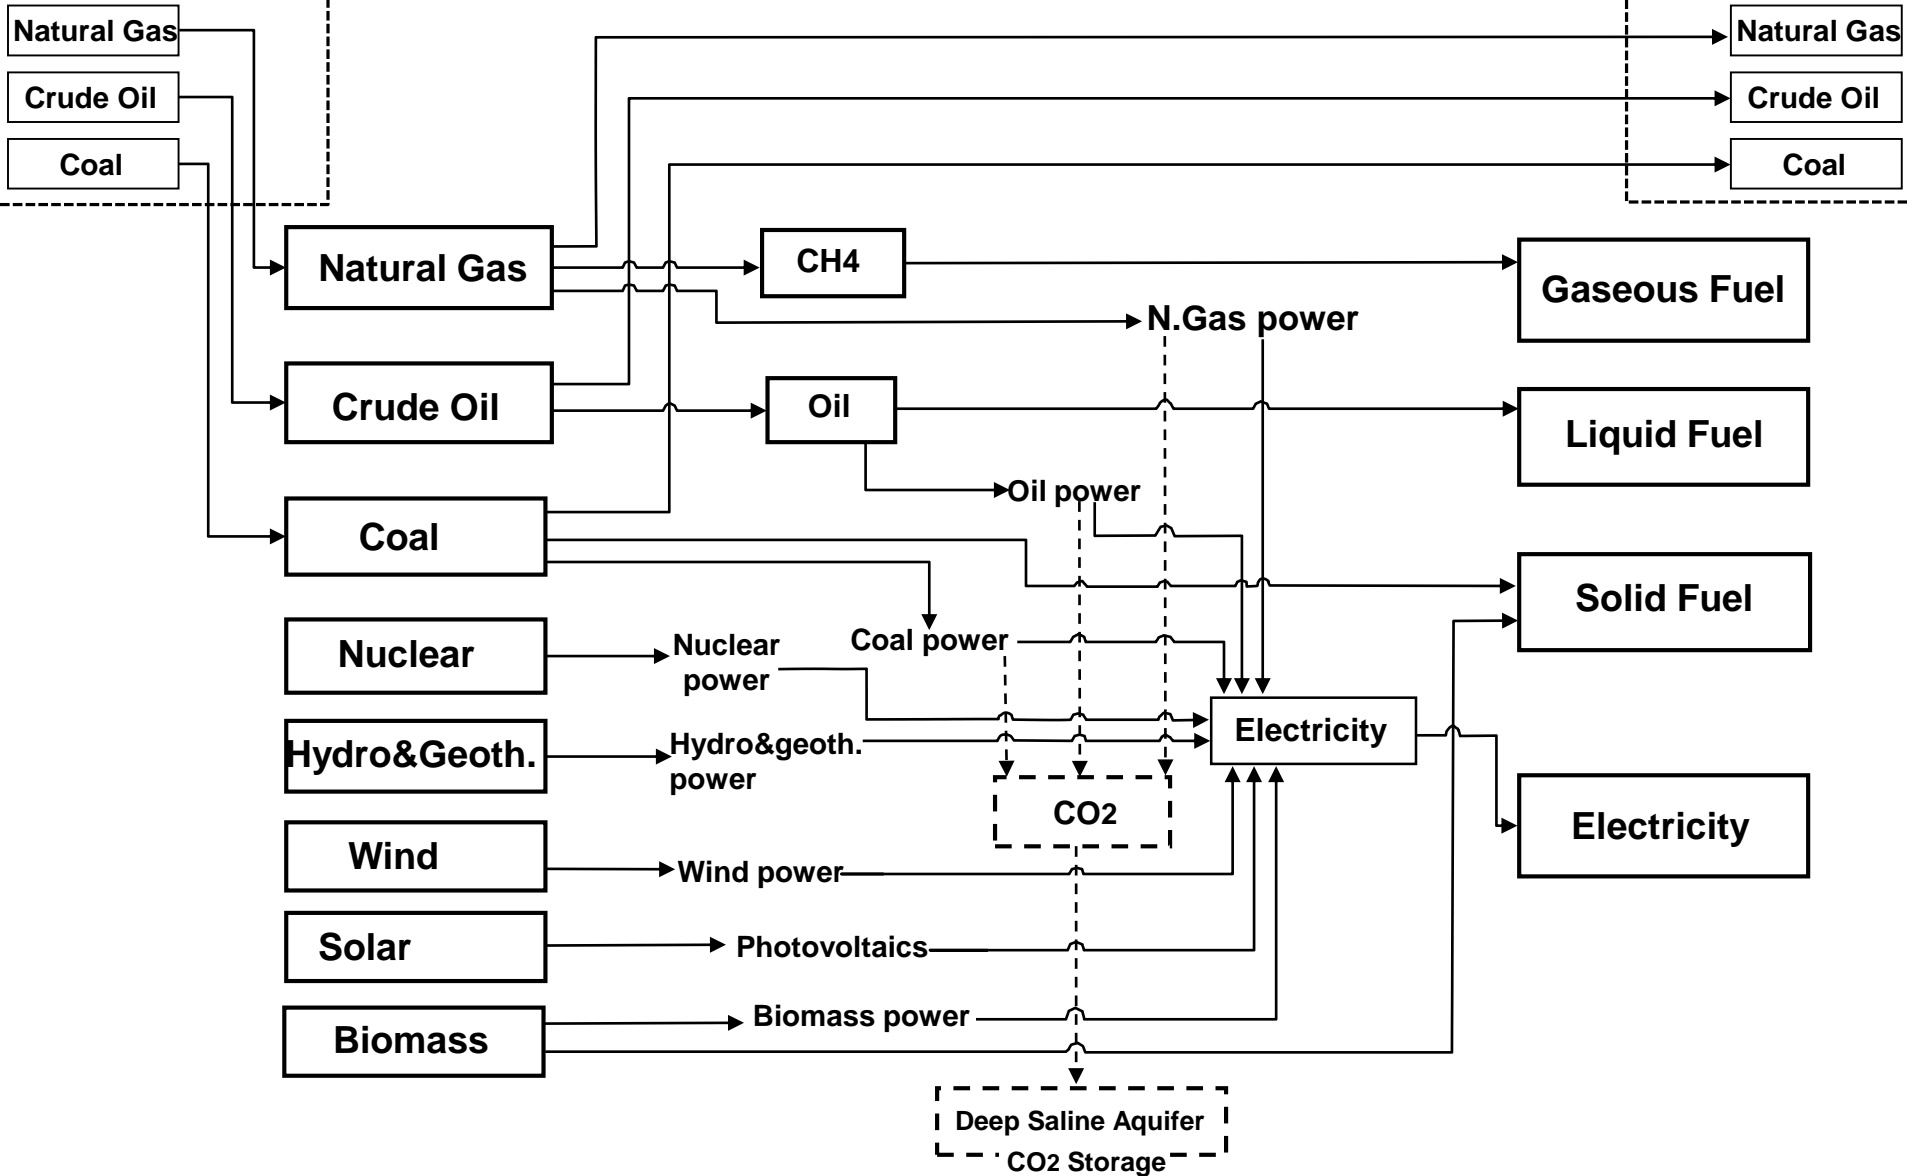 Natural Gas
Natural Gas
Crude Oil
Crude Oil
Coal
Coal
Natural Gas
CH4
Gaseous Fuel
N.Gas power
Crude Oil
Oil
Liquid Fuel
Oil power
Coal
Solid Fuel
Nuclear
Nuclear
power
Coal power
Electricity
Hydro&Geoth.
Hydro&geoth.
power
CO2
Electricity
Wind
Wind power
Solar
Photovoltaics
Biomass
Biomass power
Deep Saline Aquifer
CO2 Storage